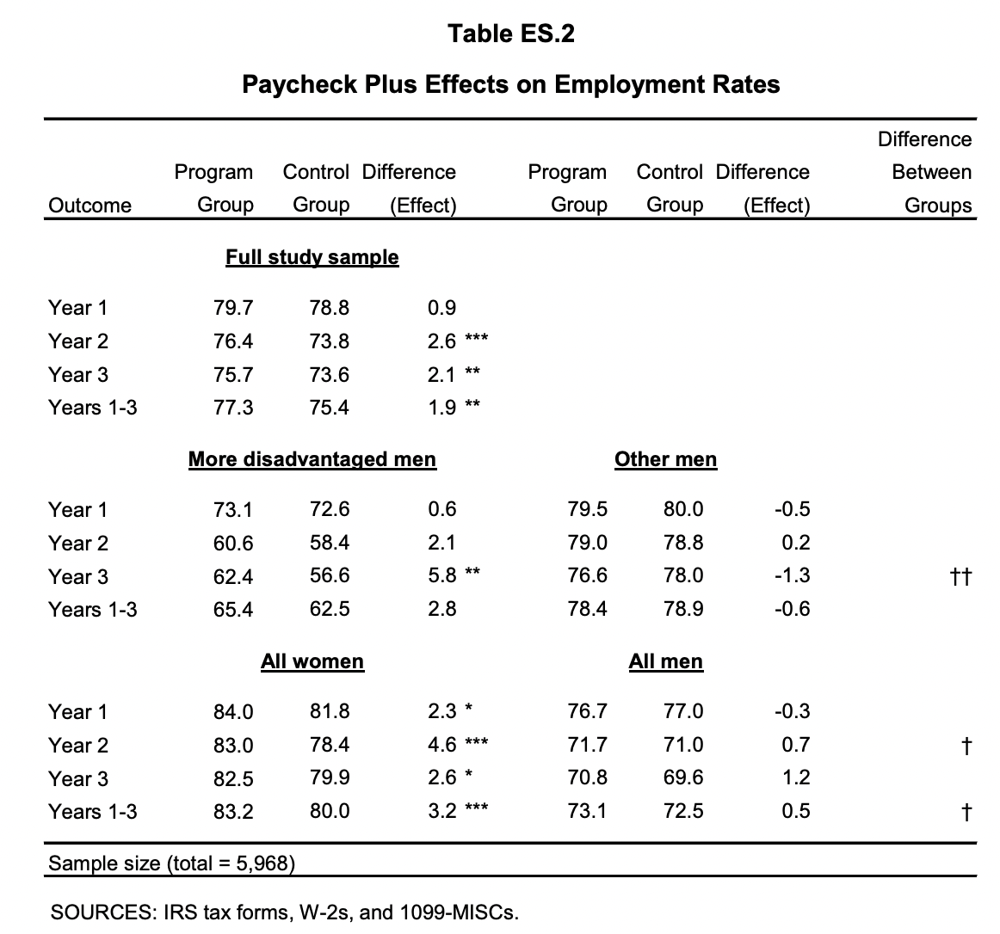 Table ES.2
Paycheck Plus Effects on Employment Rates
Difference
Program Control Difference Program Control Difference Between
Outcome Group Group (Effect) Group Group (Effect) Groups
Full study sample
Year 1 79.7 78.8 0.9
Year 2 76.4 73.8 2.6 ***
Year 3 75.7 73.6 2.1 **
Years 1-3 77.3 75.4 1.9 **
More disadvantaged men Other men
Year 1 73.1 72.6 0.6 79.5 80.0 -0.5
Year 2 60.6 58.4 2.1 79.0 78.8 0.2
Year 3 62.4 56.6 5.8 ** 76.6 78.0 -1.3 ††
Years 1-3 65.4 62.5 2.8 78.4 78.9 -0.6
All women All men
Year 1 84.0 81.8 2.3 * 76.7 77.0 -0.3
Year 2 83.0 78.4 4.6 *** 71.7 71.0 0.7 †
Year 3 82.5 79.9 2.6 * 70.8 69.6 1.2
Years 1-3 83.2 80.0 3.2 *** 73.1 72.5 0.5 †
Sample size (total = 5,968)
SOURCES: IRS tax forms, W-2s, and 1099-MISCs.